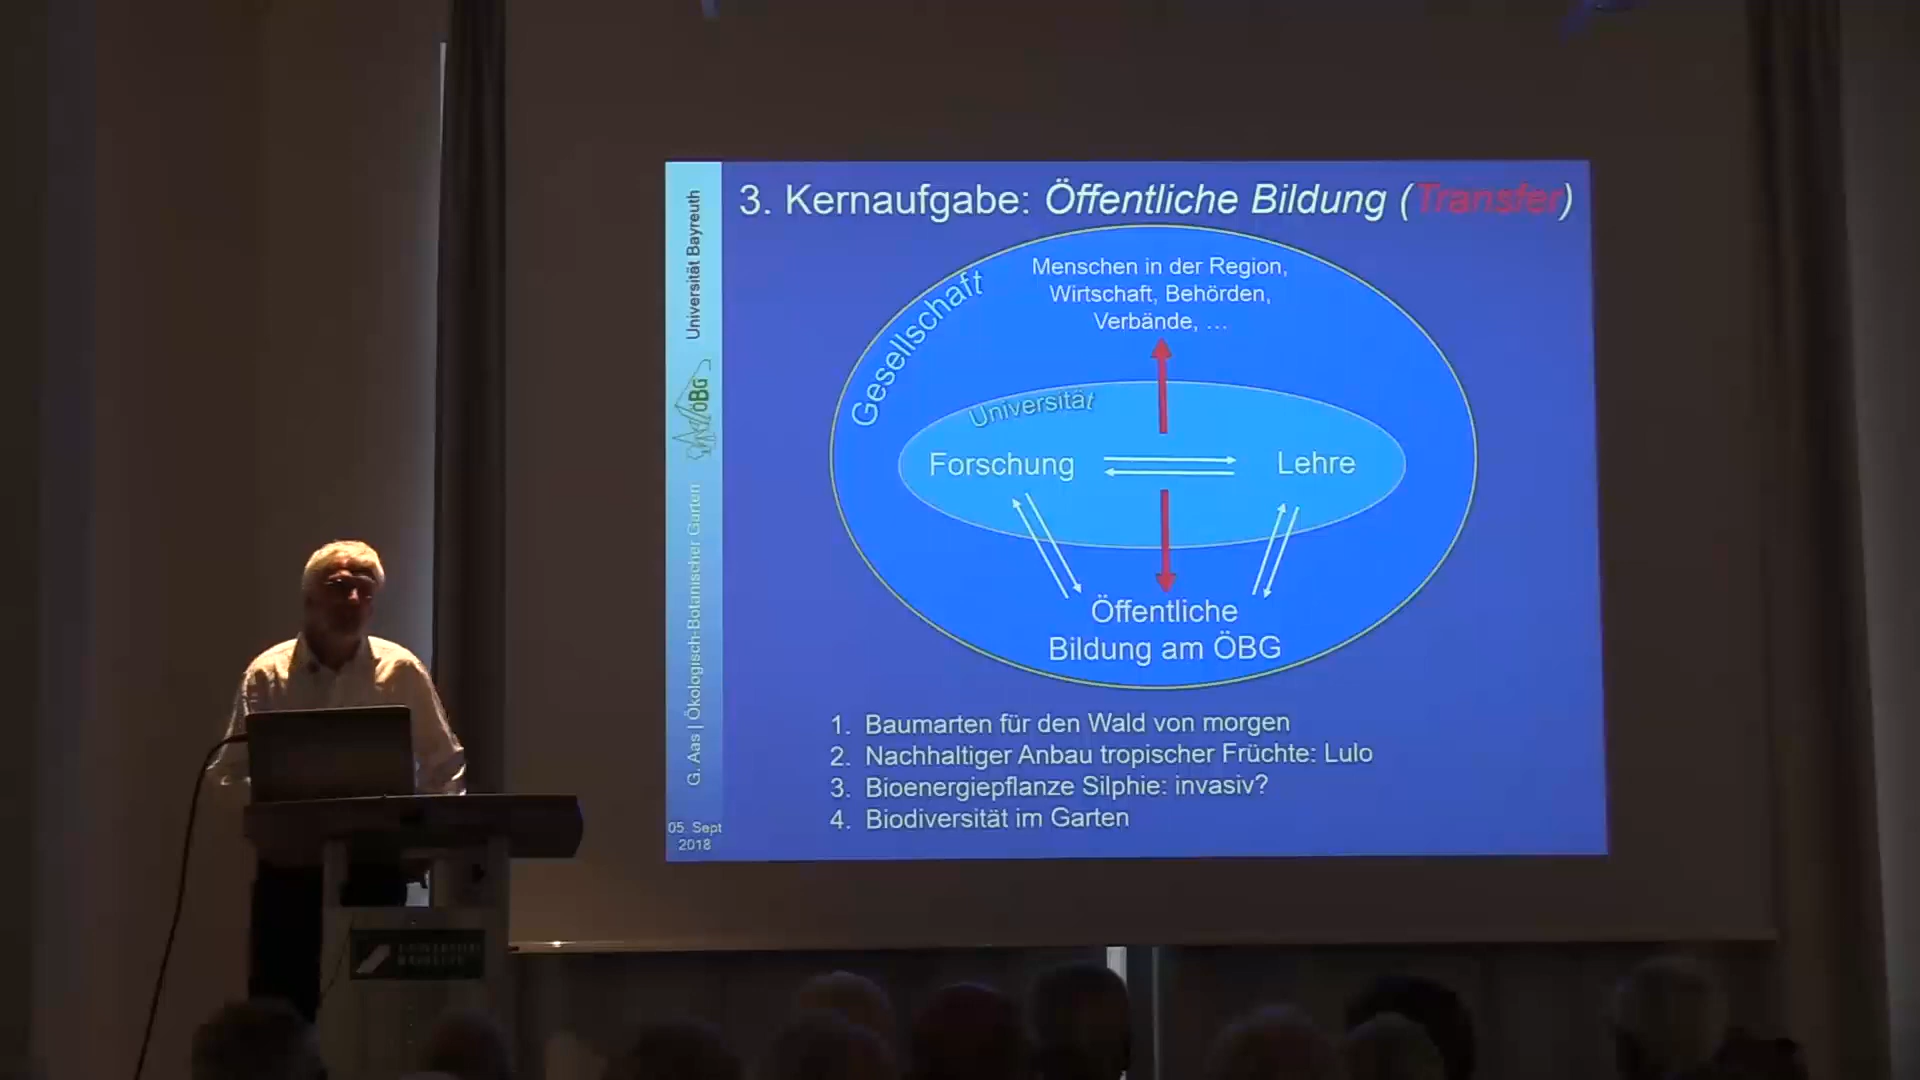 3. Kernaufgabe: Öffentliche Bildung (Transfer)
Gesellschaft
Menschen in der Region,
Wirtschaft, Behörden,
Verbände, …
Universität
Forschung
Lehre
Öffentliche
Bildung am ÖBG
1. Baumarten für den Wald von morgen
2. Nachhaltiger Anbau tropischer Früchte: Lulo
3. Bioenergiepflanze Silphie: invasiv?
4. Biodiversität im Garten
G. Aas | Ökologisch-Botanischer Garten
ÖBG
Universität Bayreuth
05. Sept
2018